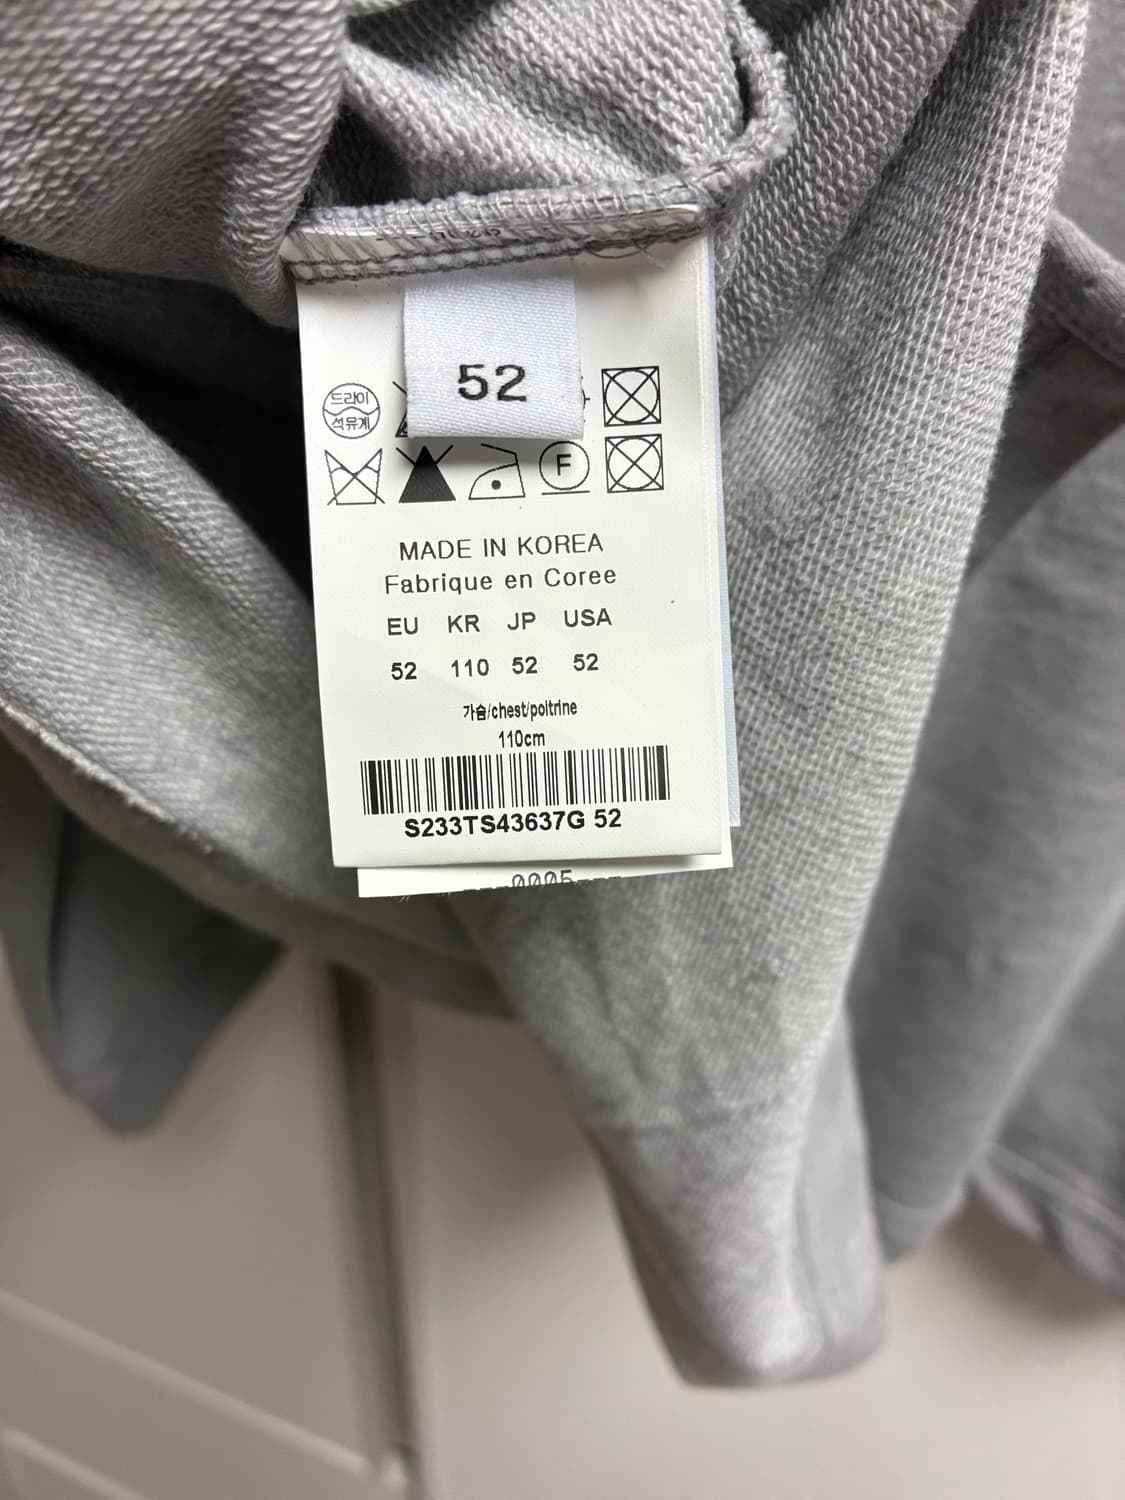 52
드라이
석유계
F
MADE IN KOREA
Fabrique en Coree
EU KR JP USA
52 110 52 52
가슴/chest/poitrine
110cm
S233TS43637G 52
0005